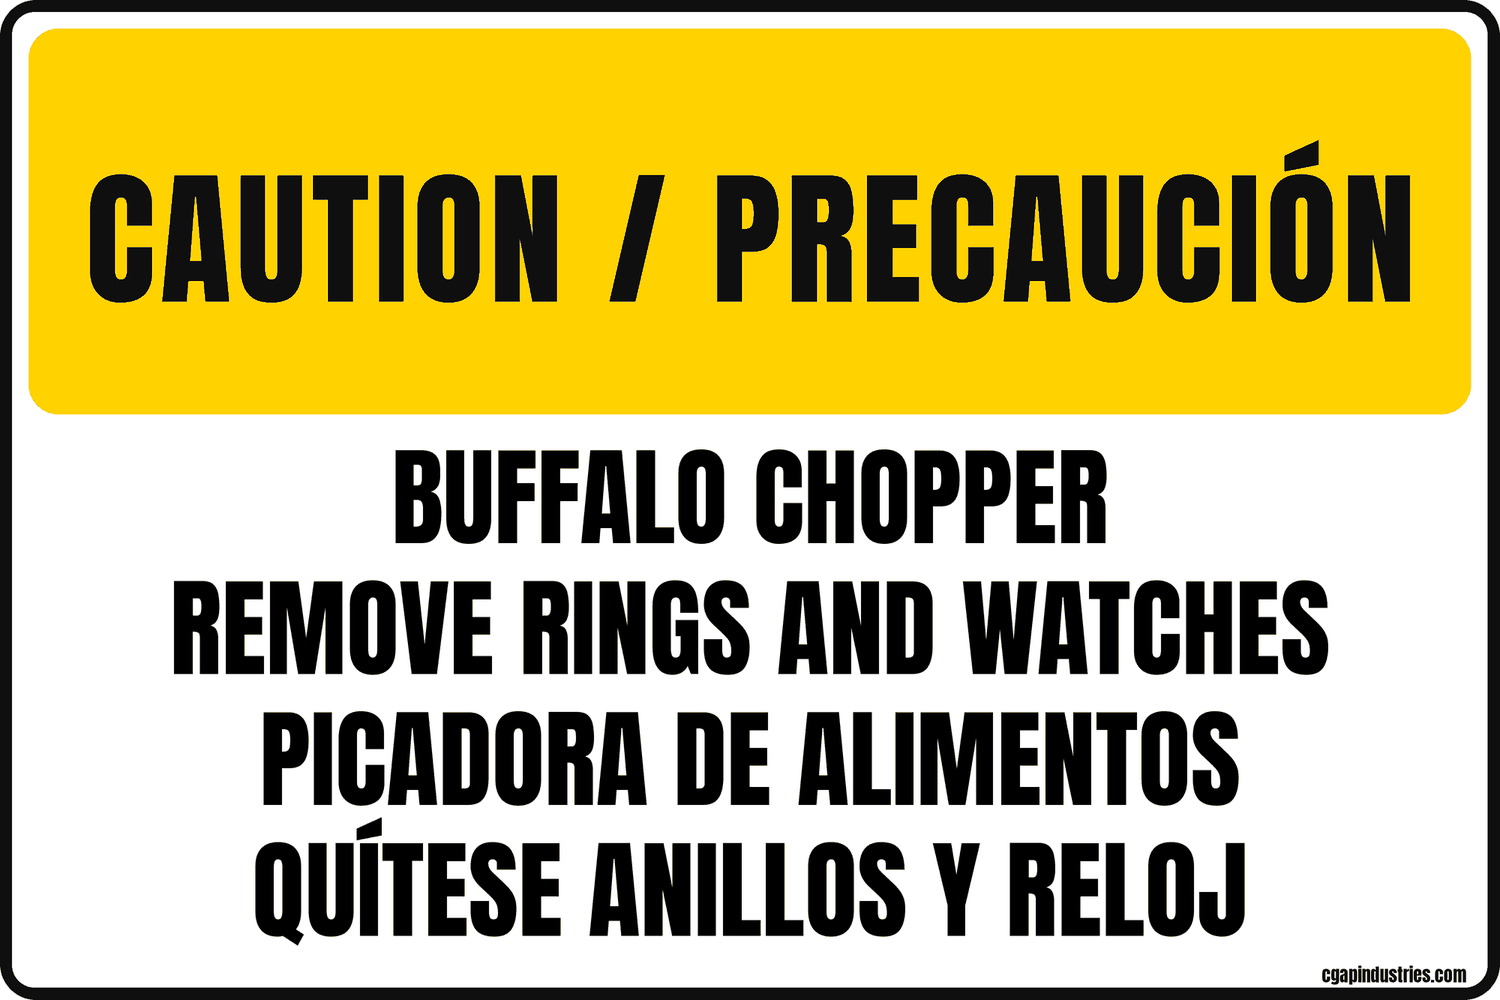 CAUTION / PRECAUCIÓN
BUFFALO CHOPPER
REMOVE RINGS AND WATCHES
PICADORA DE ALIMENTOS
QUÍTESE ANILLOS Y RELOJ
cgapindustries.com